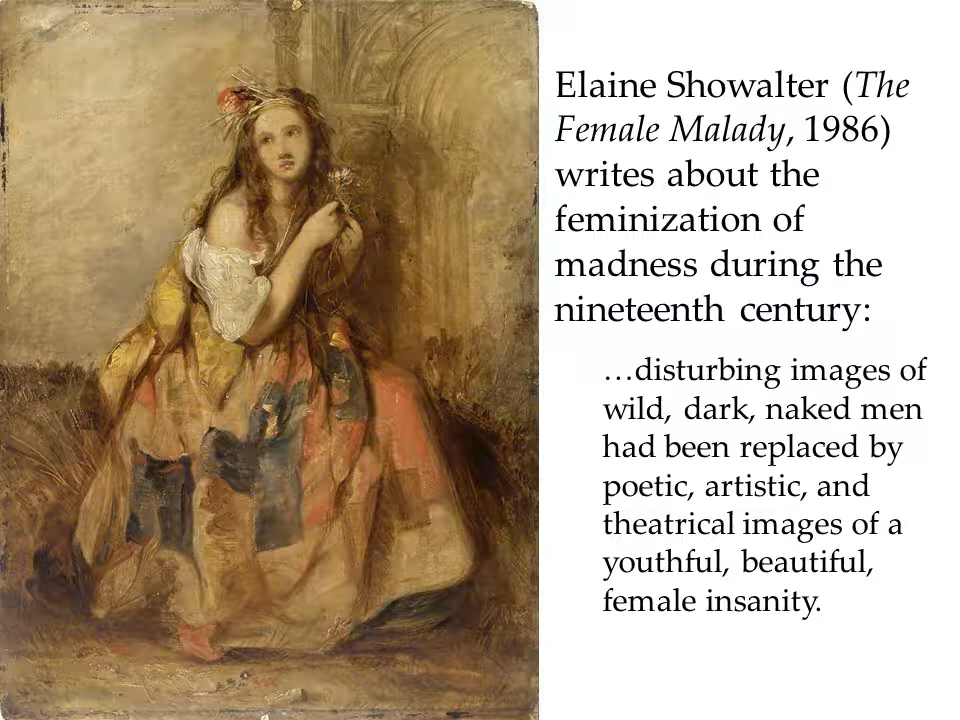 Elaine Showalter (The
Female Malady, 1986)
writes about the
feminization of
madness during the
nineteenth century:
…disturbing images of
wild, dark, naked men
had been replaced by
poetic, artistic, and
theatrical images of a
youthful, beautiful,
female insanity.